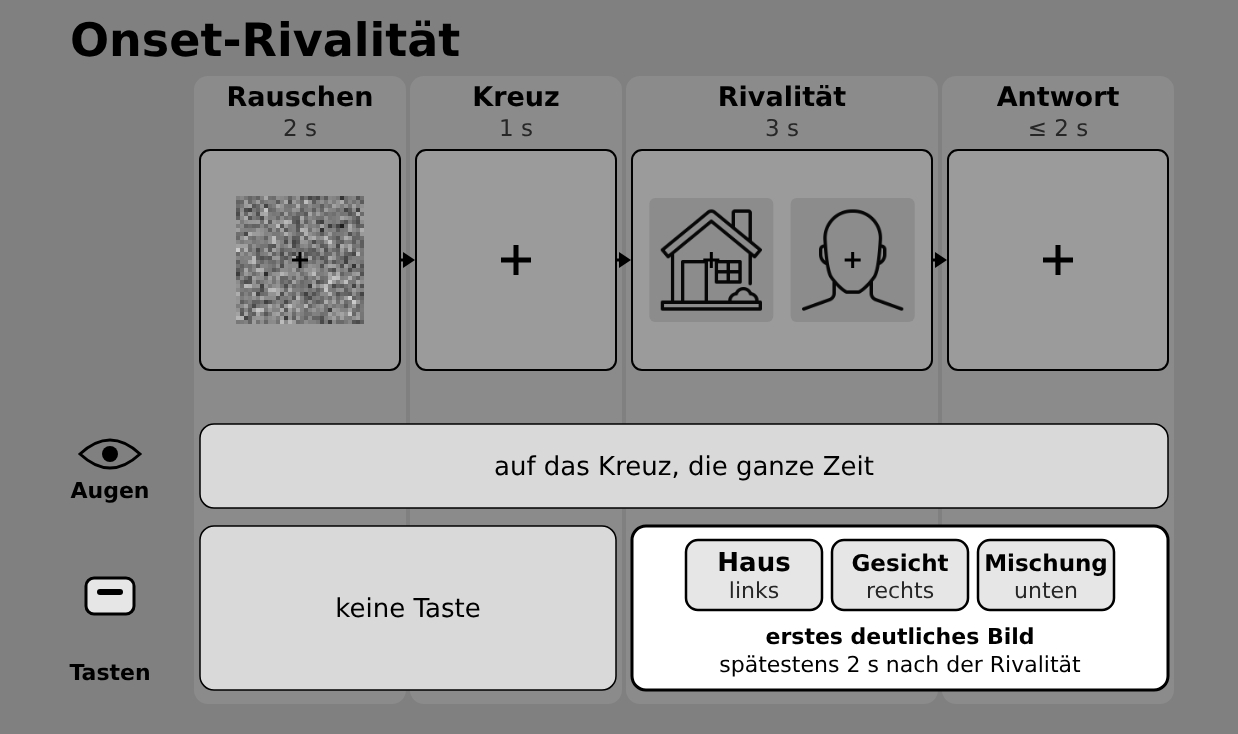 Onset-Rivalität
Rauschen
2 s
Kreuz
1 s
Rivalität
3 s
Antwort
≤ 2 s
Augen
auf das Kreuz, die ganze Zeit
Tasten
keine Taste
Haus
links
Gesicht
rechts
Mischung
unten
erstes deutliches Bild
spätestens 2 s nach der Rivalität